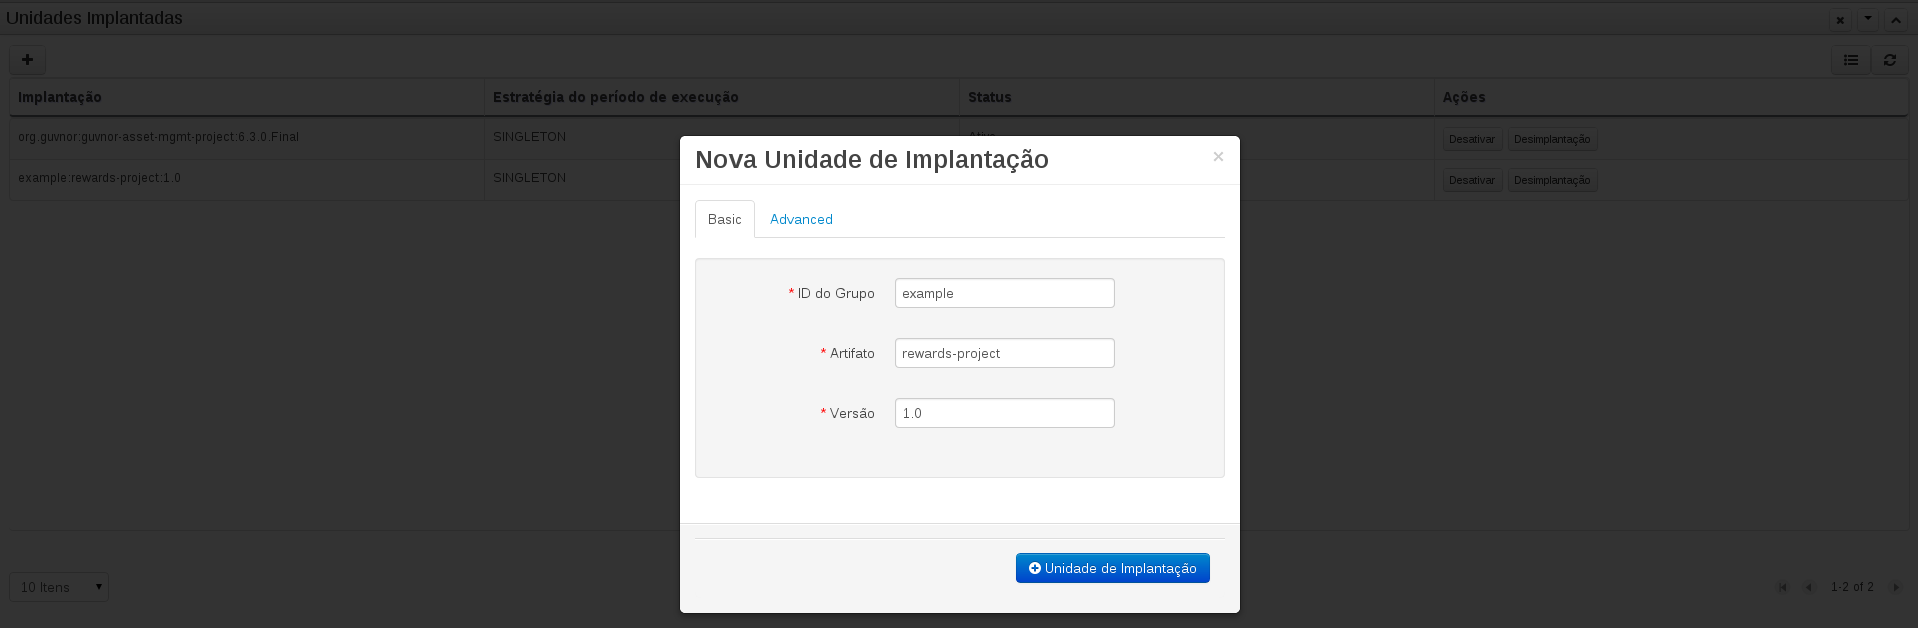 Unidades Implantadas
Implantação Estratégia do período de execução Status Ações
org.guvnor:guvnor-asset-mgmt-project:6.3.0.Final SINGLETON Ativo Desativar Desimplantação
example:rewards-project:1.0 SINGLETON Desativar Desimplantação
Nova Unidade de Implantação ×
Basic Advanced
* ID do Grupo example
* Artifato rewards-project
* Versão 1.0
Unidade de Implantação
10 Itens 1-2 of 2